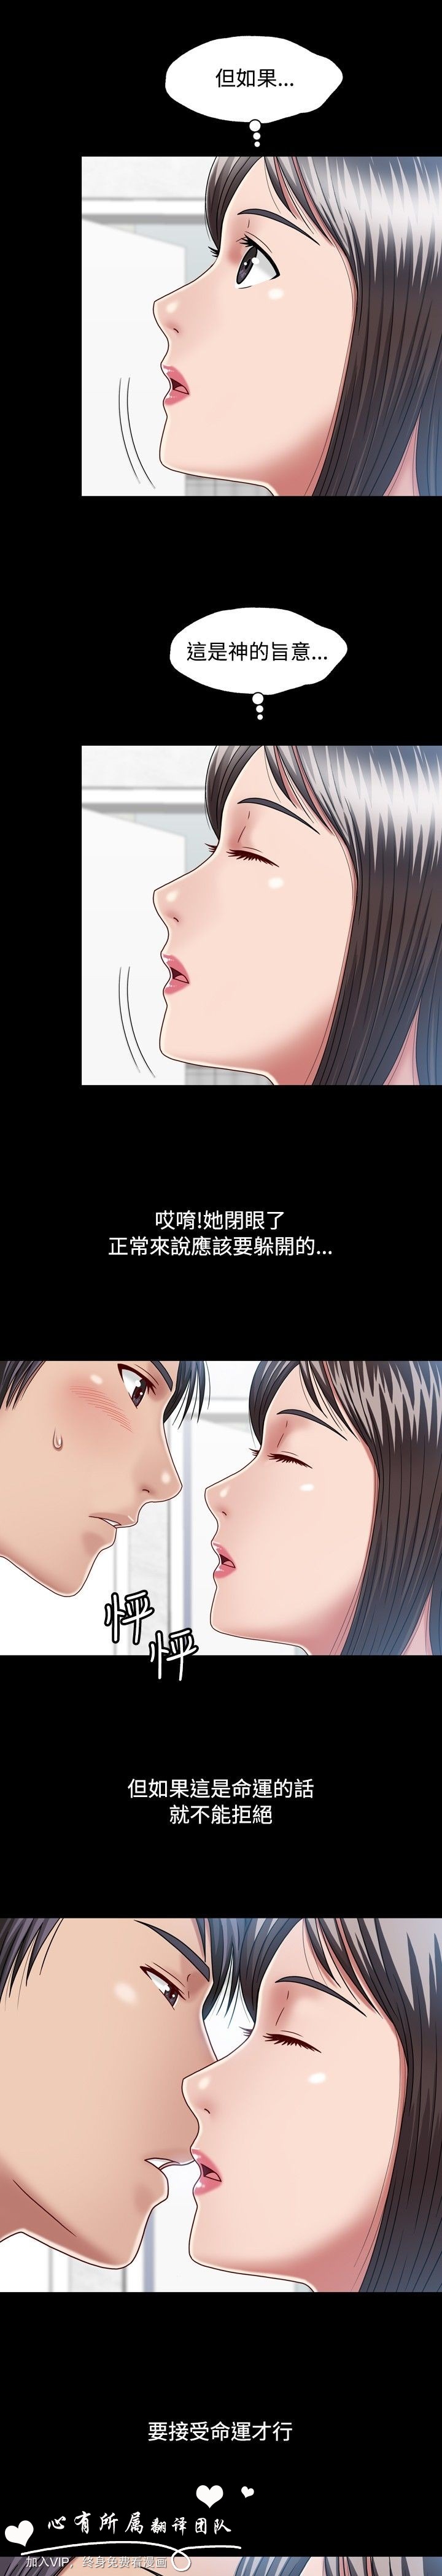 但如果...
這是神的旨意...
哎唷!她閉眼了
正常來說應該要躲開的...
怦
怦
但如果這是命運的話
就不能拒絕
要接受命運才行
心有所属翻译团队
加入VIP，终身免费看漫画